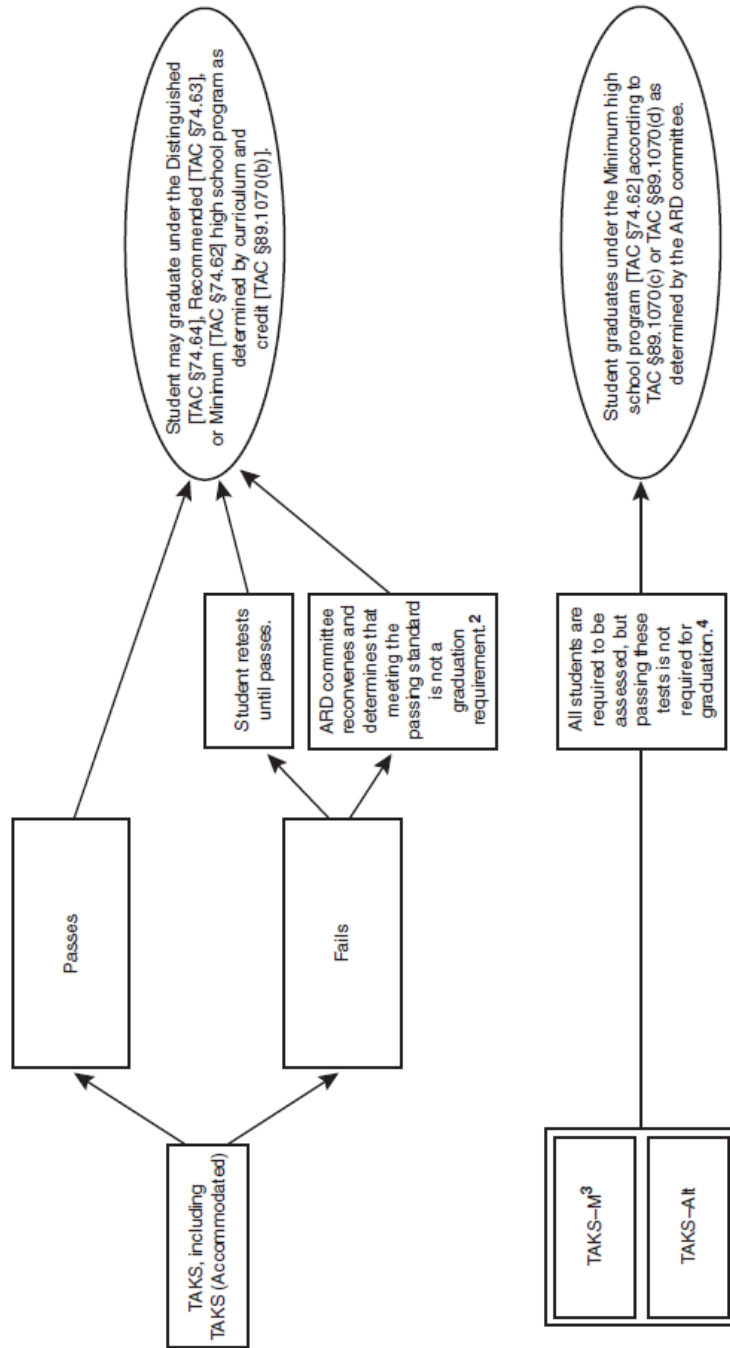 TAKS, including
TAKS (Accommodated)
Passes
Fails
Student retests
until passes.
ARD committee
reconvenes and
determines that
meeting the
passing standard
is not a
graduation
requirement.2
Student may graduate under the Distinguished
[TAC §74.64], Recommended [TAC §74.63],
or Minimum [TAC §74.62] high school program as
determined by curriculum and
credit [TAC §89.1070(b)].
TAKS–M3
TAKS–Alt
All students are
required to be
assessed, but
passing these
tests is not
required for
graduation.4
Student graduates under the Minimum high
school program [TAC §74.62] according to
TAC §89.1070(c) or TAC §89.1070(d) as
determined by the ARD committee.